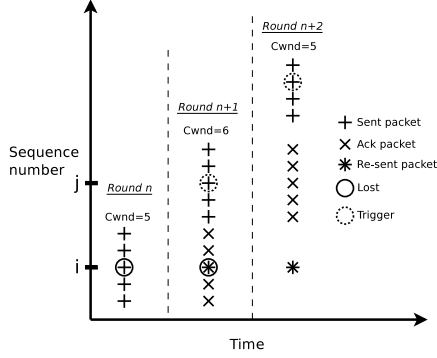 Round n+2
Cwnd=5
Round n+1
Cwnd=6
Sent packet
Ack packet
Re-sent packet
Lost
Trigger
Sequence
number
j
Round n
Cwnd=5
i
Time